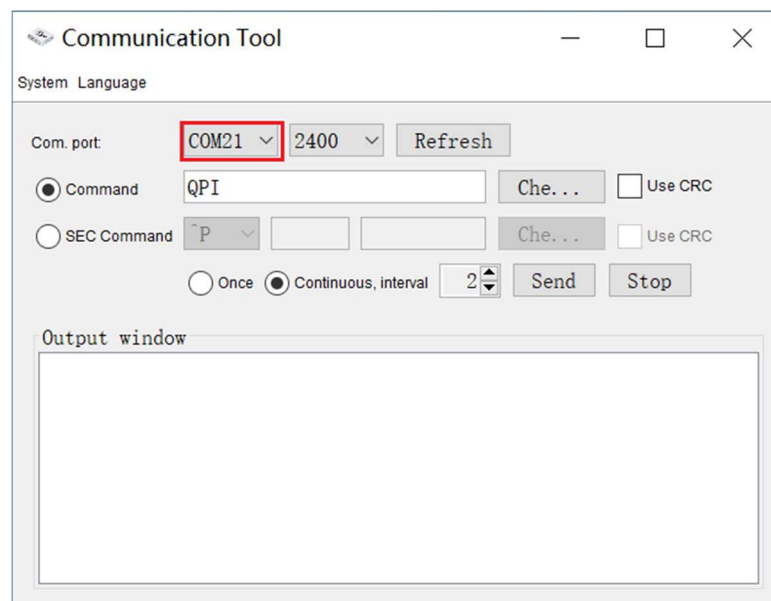 Communication Tool
System Language
Com. port: COM21 2400 Refresh
Command QPI Che... Use CRC
SEC Command ^P Che... Use CRC
Once Continuous, interval 2 Send Stop
Output window